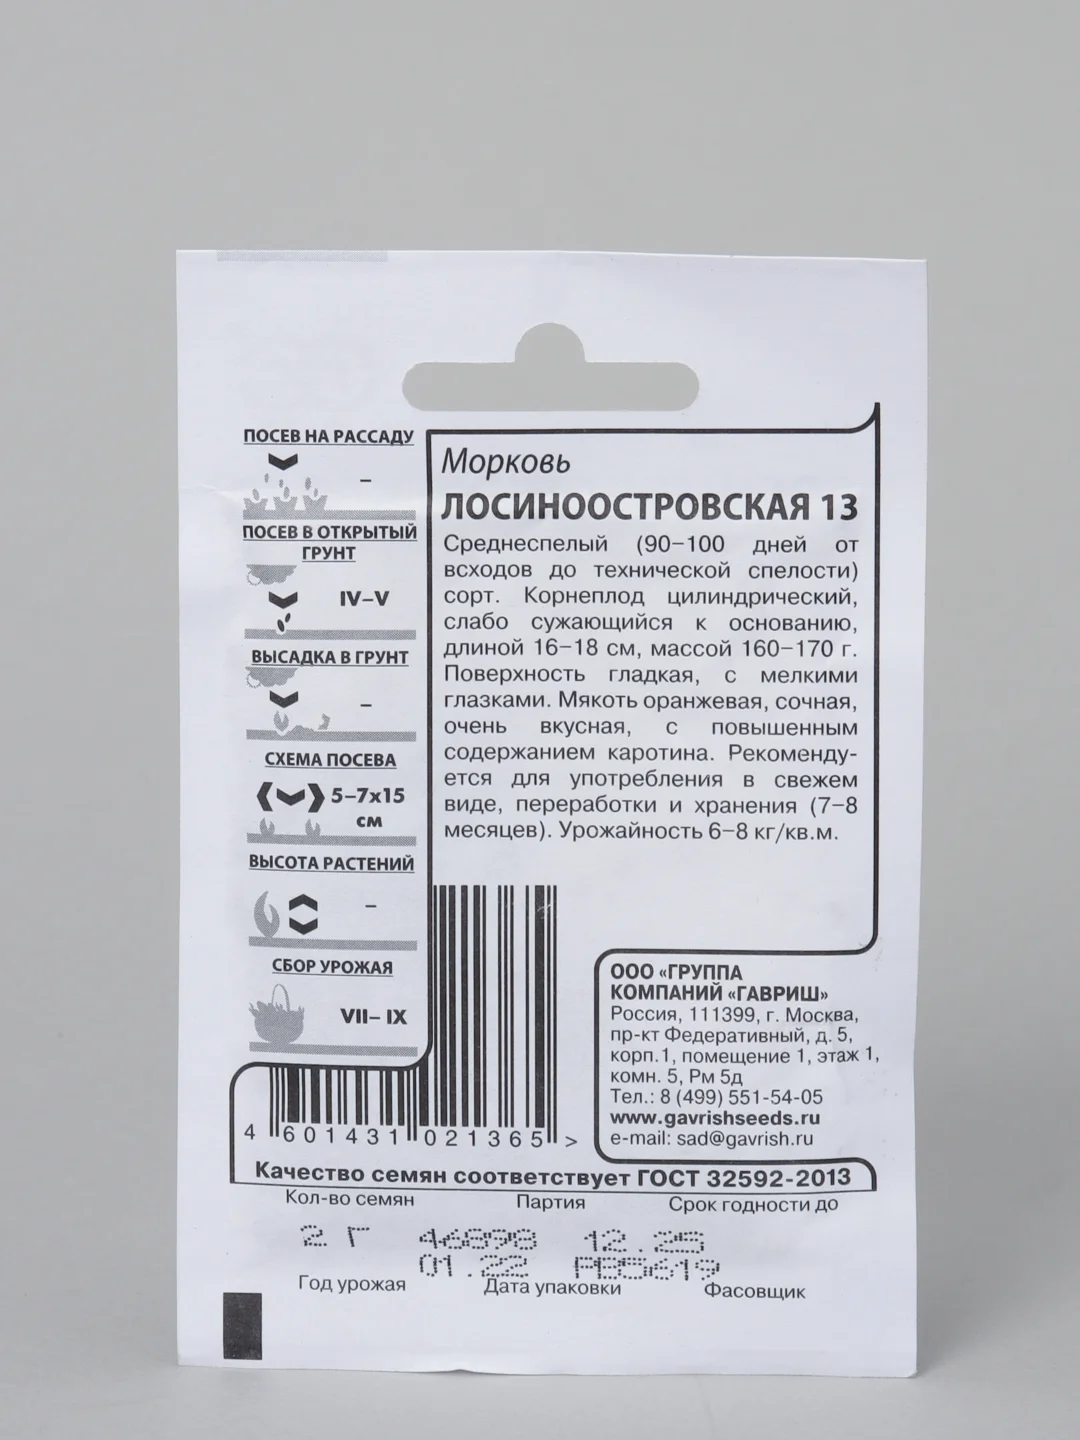 ПОСЕВ НА РАССАДУ
–
ПОСЕВ В ОТКРЫТЫЙ
ГРУНТ
IV–V
ВЫСАДКА В ГРУНТ
–
СХЕМА ПОСЕВА
5–7х15
см
ВЫСОТА РАСТЕНИЙ
–
СБОР УРОЖАЯ
VII– IX
Морковь
ЛОСИНООСТРОВСКАЯ 13
Среднеспелый (90–100 дней от
всходов до технической спелости)
сорт. Корнеплод цилиндрический,
слабо сужающийся к основанию,
длиной 16–18 см, массой 160–170 г.
Поверхность гладкая, с мелкими
глазками. Мякоть оранжевая, сочная,
очень вкусная, с повышенным
содержанием каротина. Рекоменду-
ется для употребления в свежем
виде, переработки и хранения (7–8
месяцев). Урожайность 6–8 кг/кв.м.
ООО «ГРУППА
КОМПАНИЙ «ГАВРИШ»
Россия, 111399, г. Москва,
пр-кт Федеративный, д. 5,
корп.1, помещение 1, этаж 1,
комн. 5, Рм 5д
Тел.: 8 (499) 551-54-05
www.gavrishseeds.ru
e-mail: sad@gavrish.ru
4 601431 021365 >
Качество семян соответствует ГОСТ 32592-2013
Кол-во семян Партия Срок годности до
2 Г 46898 12.25
01.22 РВ5619
Год урожая Дата упаковки Фасовщик